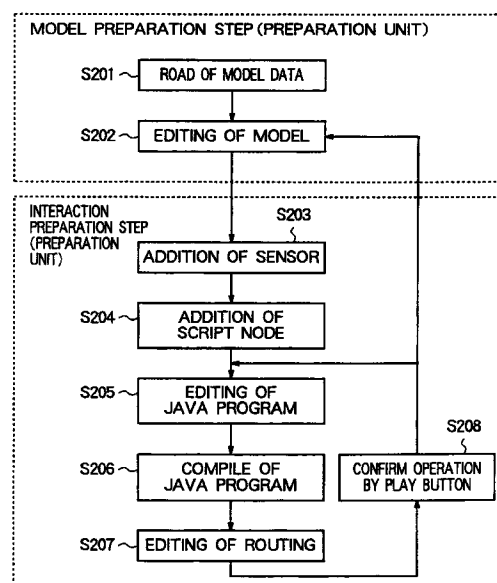 MODEL PREPARATION STEP (PREPARATION UNIT)
S201
ROAD OF MODEL DATA
S202
EDITING OF MODEL
INTERACTION
PREPARATION STEP
(PREPARATION
UNIT)
S203
ADDITION OF SENSOR
S204
ADDITION OF
SCRIPT NODE
S205
EDITING OF
JAVA PROGRAM
S206
COMPILE OF
JAVA PROGRAM
S207
EDITING OF ROUTING
S208
CONFIRM OPERATION
BY PLAY BUTTON